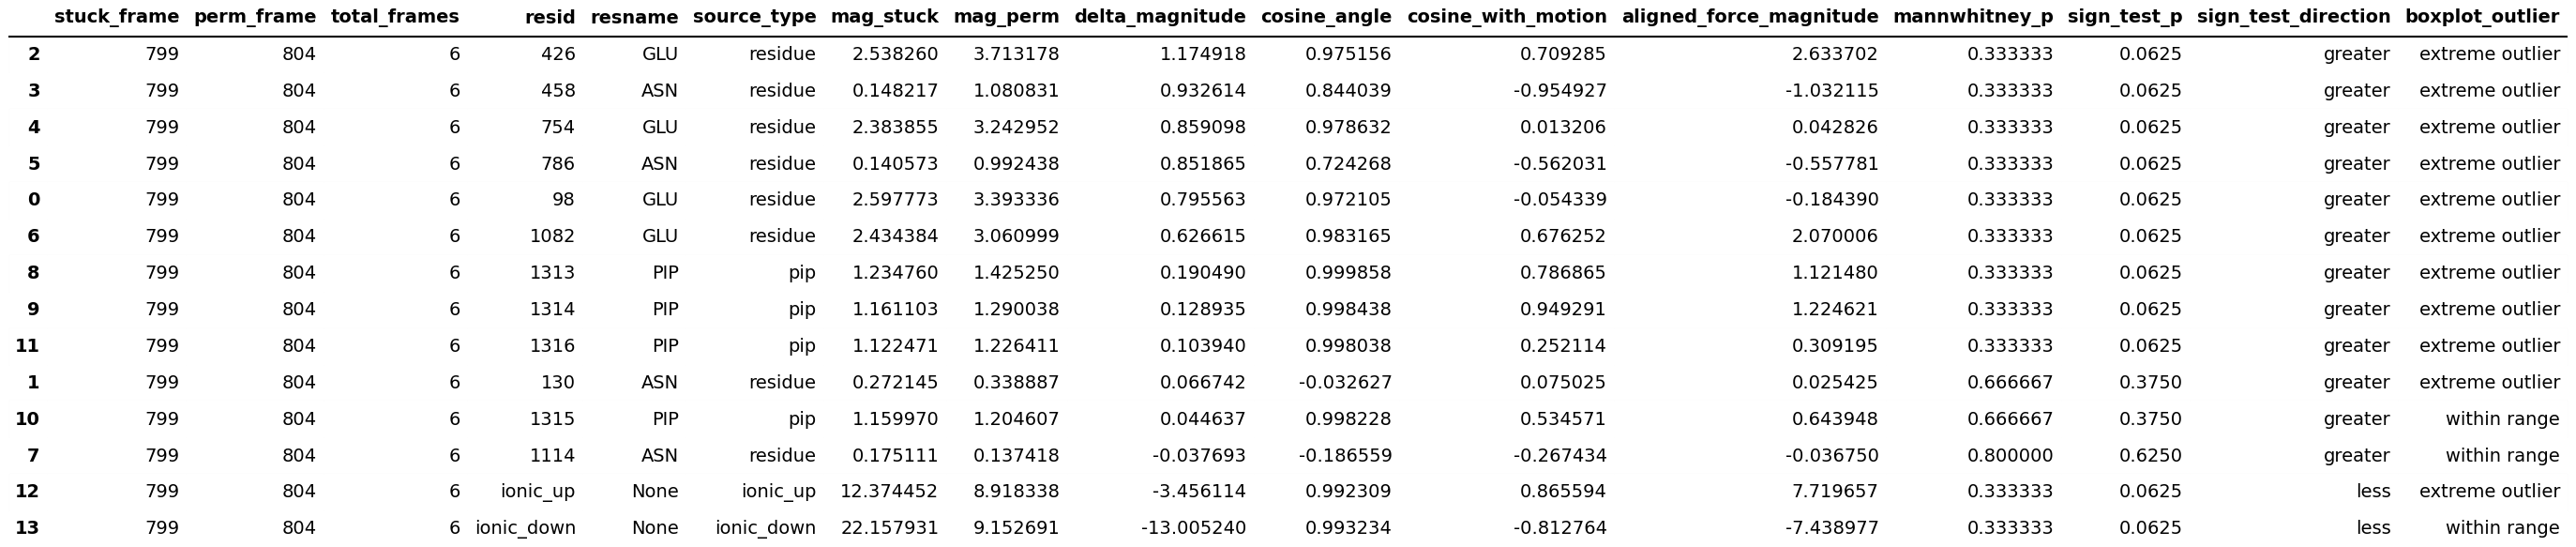 stuck_frame perm_frame total_frames resid resname source_type mag_stuck mag_perm delta_magnitude cosine_angle cosine_with_motion aligned_force_magnitude mannwhitney_p sign_test_p sign_test_direction boxplot_outlier
2 799 804 6 426 GLU residue 2.538260 3.713178 1.174918 0.975156 0.709285 2.633702 0.333333 0.0625 greater extreme outlier
3 799 804 6 458 ASN residue 0.148217 1.080831 0.932614 0.844039 -0.954927 -1.032115 0.333333 0.0625 greater extreme outlier
4 799 804 6 754 GLU residue 2.383855 3.242952 0.859098 0.978632 0.013206 0.042826 0.333333 0.0625 greater extreme outlier
5 799 804 6 786 ASN residue 0.140573 0.992438 0.851865 0.724268 -0.562031 -0.557781 0.333333 0.0625 greater extreme outlier
0 799 804 6 98 GLU residue 2.597773 3.393336 0.795563 0.972105 -0.054339 -0.184390 0.333333 0.0625 greater extreme outlier
6 799 804 6 1082 GLU residue 2.434384 3.060999 0.626615 0.983165 0.676252 2.070006 0.333333 0.0625 greater extreme outlier
8 799 804 6 1313 PIP pip 1.234760 1.425250 0.190490 0.999858 0.786865 1.121480 0.333333 0.0625 greater extreme outlier
9 799 804 6 1314 PIP pip 1.161103 1.290038 0.128935 0.998438 0.949291 1.224621 0.333333 0.0625 greater extreme outlier
11 799 804 6 1316 PIP pip 1.122471 1.226411 0.103940 0.998038 0.252114 0.309195 0.333333 0.0625 greater extreme outlier
1 799 804 6 130 ASN residue 0.272145 0.338887 0.066742 -0.032627 0.075025 0.025425 0.666667 0.3750 greater extreme outlier
10 799 804 6 1315 PIP pip 1.159970 1.204607 0.044637 0.998228 0.534571 0.643948 0.666667 0.3750 greater within range
7 799 804 6 1114 ASN residue 0.175111 0.137418 -0.037693 -0.186559 -0.267434 -0.036750 0.800000 0.6250 greater within range
12 799 804 6 ionic_up None ionic_up 12.374452 8.918338 -3.456114 0.992309 0.865594 7.719657 0.333333 0.0625 less extreme outlier
13 799 804 6 ionic_down None ionic_down 22.157931 9.152691 -13.005240 0.993234 -0.812764 -7.438977 0.333333 0.0625 less within range